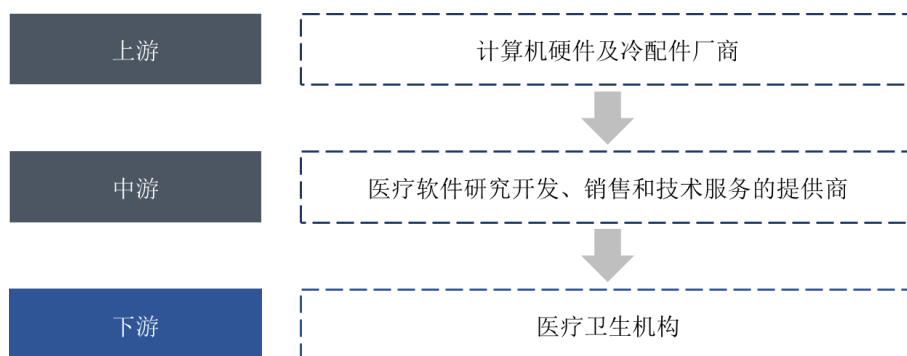 上游
计算机硬件及冷配件厂商
中游
医疗软件研究开发、销售和技术服务的提供商
下游
医疗卫生机构